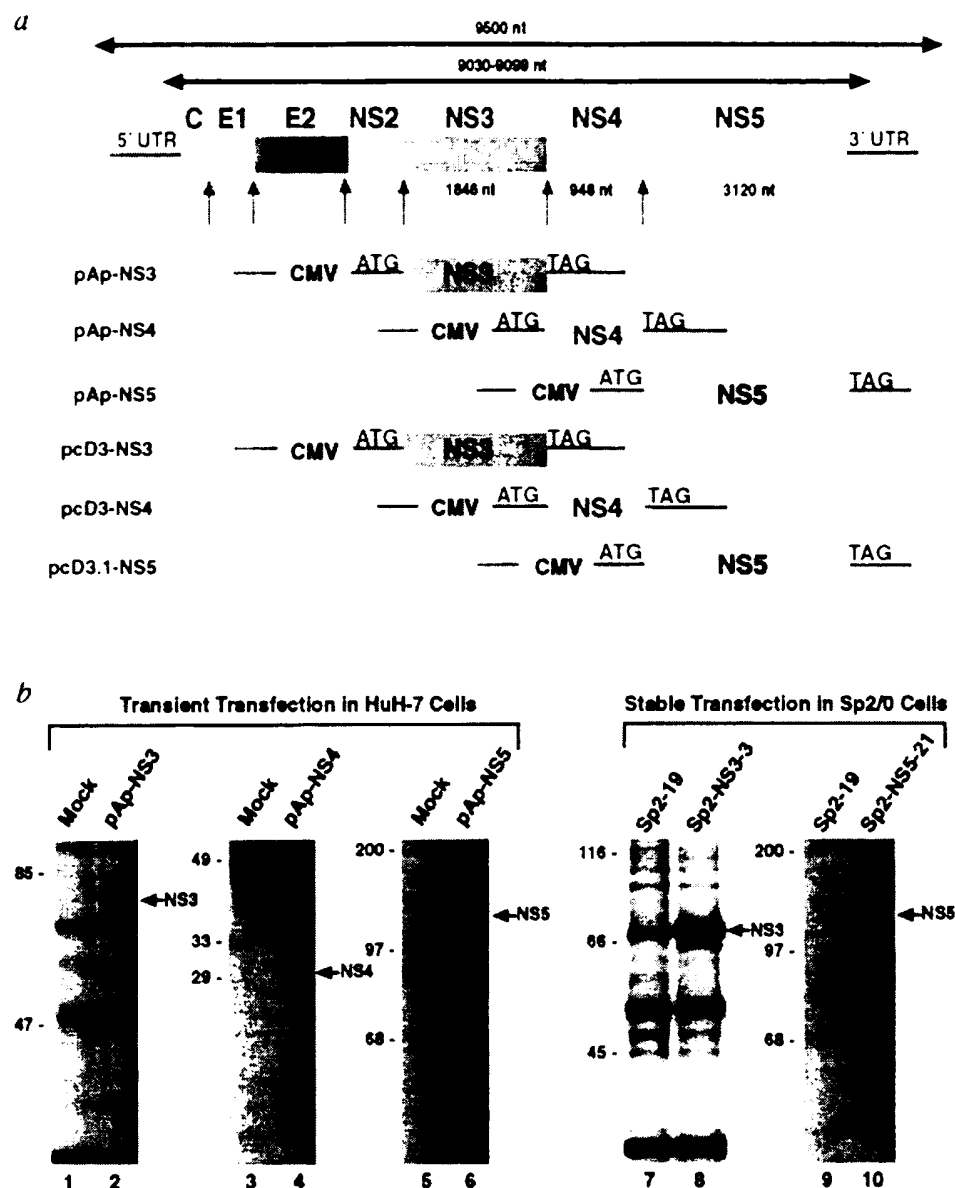 a
9500 nt
9030-9099 nt
C E1 E2 NS2 NS3 NS4 NS5
5' UTR 3' UTR
1846 nt 946 nt 3120 nt
pAp-NS3 CMV ATG NS3 TAG
pAp-NS4 CMV ATG NS4 TAG
pAp-NS5 CMV ATG NS5 TAG
pcD3-NS3 CMV ATG NS3 TAG
pcD3-NS4 CMV ATG NS4 TAG
pcD3.1-NS5 CMV ATG NS5 TAG
b
Transient Transfection in HuH-7 Cells
Stable Transfection in Sp2/0 Cells
Mock pAp-NS3 Mock pAp-NS4 Mock pAp-NS5 Sp2-19 Sp2-NS3-3 Sp2-19 Sp2-NS5-21
85 -
47 -
NS3
49 -
33 -
29 -
NS4
200 -
97 -
68 -
NS5
116 -
66 -
45 -
NS3
200 -
97 -
68 -
NS5
1 2 3 4 5 6 7 8 9 10